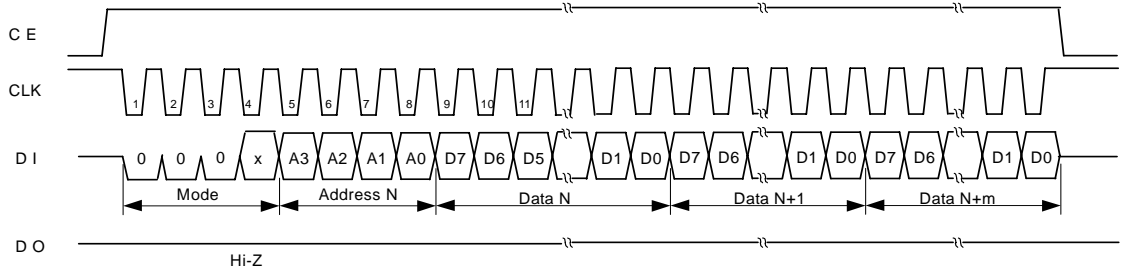 C E
CLK
1 2 3 4 5 6 7 8 9 10 11
D I
0 0 0 x A3 A2 A1 A0 D7 D6 D5 D1 D0 D7 D6 D1 D0 D7 D6 D1 D0
Mode Address N Data N Data N+1 Data N+m
D O
Hi-Z